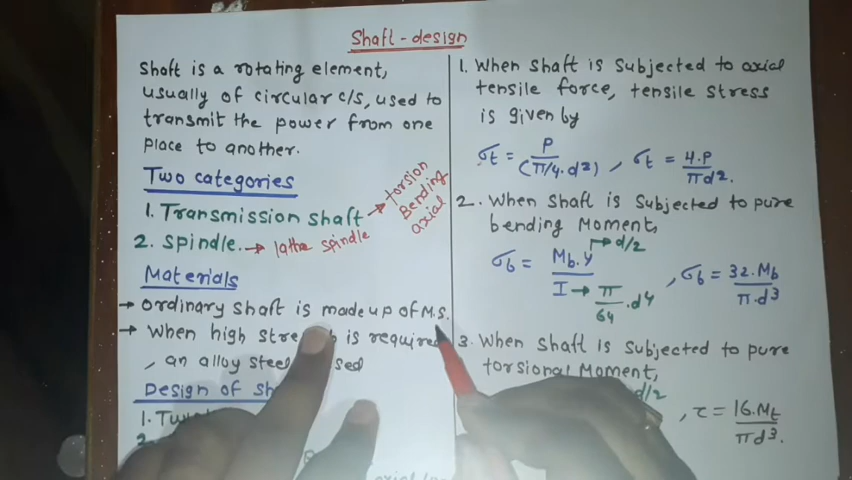 Shaft-design
Shaft is a rotating element,
usually of circular c/s, used to
transmit the power from one
place to another.
Two categories
1. Transmission shaft → torsion
Bending
axial
2. Spindle. → lathe spindle
Materials
→ ordinary shaft is made up of M.S.
→ When high is required
, an alloy steel
Design of
1.
2.
1. When shaft is subjected to axial
tensile force, tensile stress
is given by
σt = P / (π/4.d²) , σt = 4.P / πd².
2. When shaft is subjected to pure
bending Moment,
σb = Mb.y / I , σb = 32.Mb / π.d³
→ d/2
→ π/64 .d⁴
3. When shaft is subjected to pure
torsional Moment,
d/2
, τ = 16.Mt / πd³.